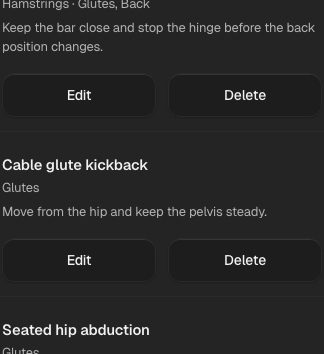 Hamstrings · Glutes, Back
Keep the bar close and stop the hinge before the back
position changes.
Edit Delete
Cable glute kickback
Glutes
Move from the hip and keep the pelvis steady.
Edit Delete
Seated hip abduction
Glutes